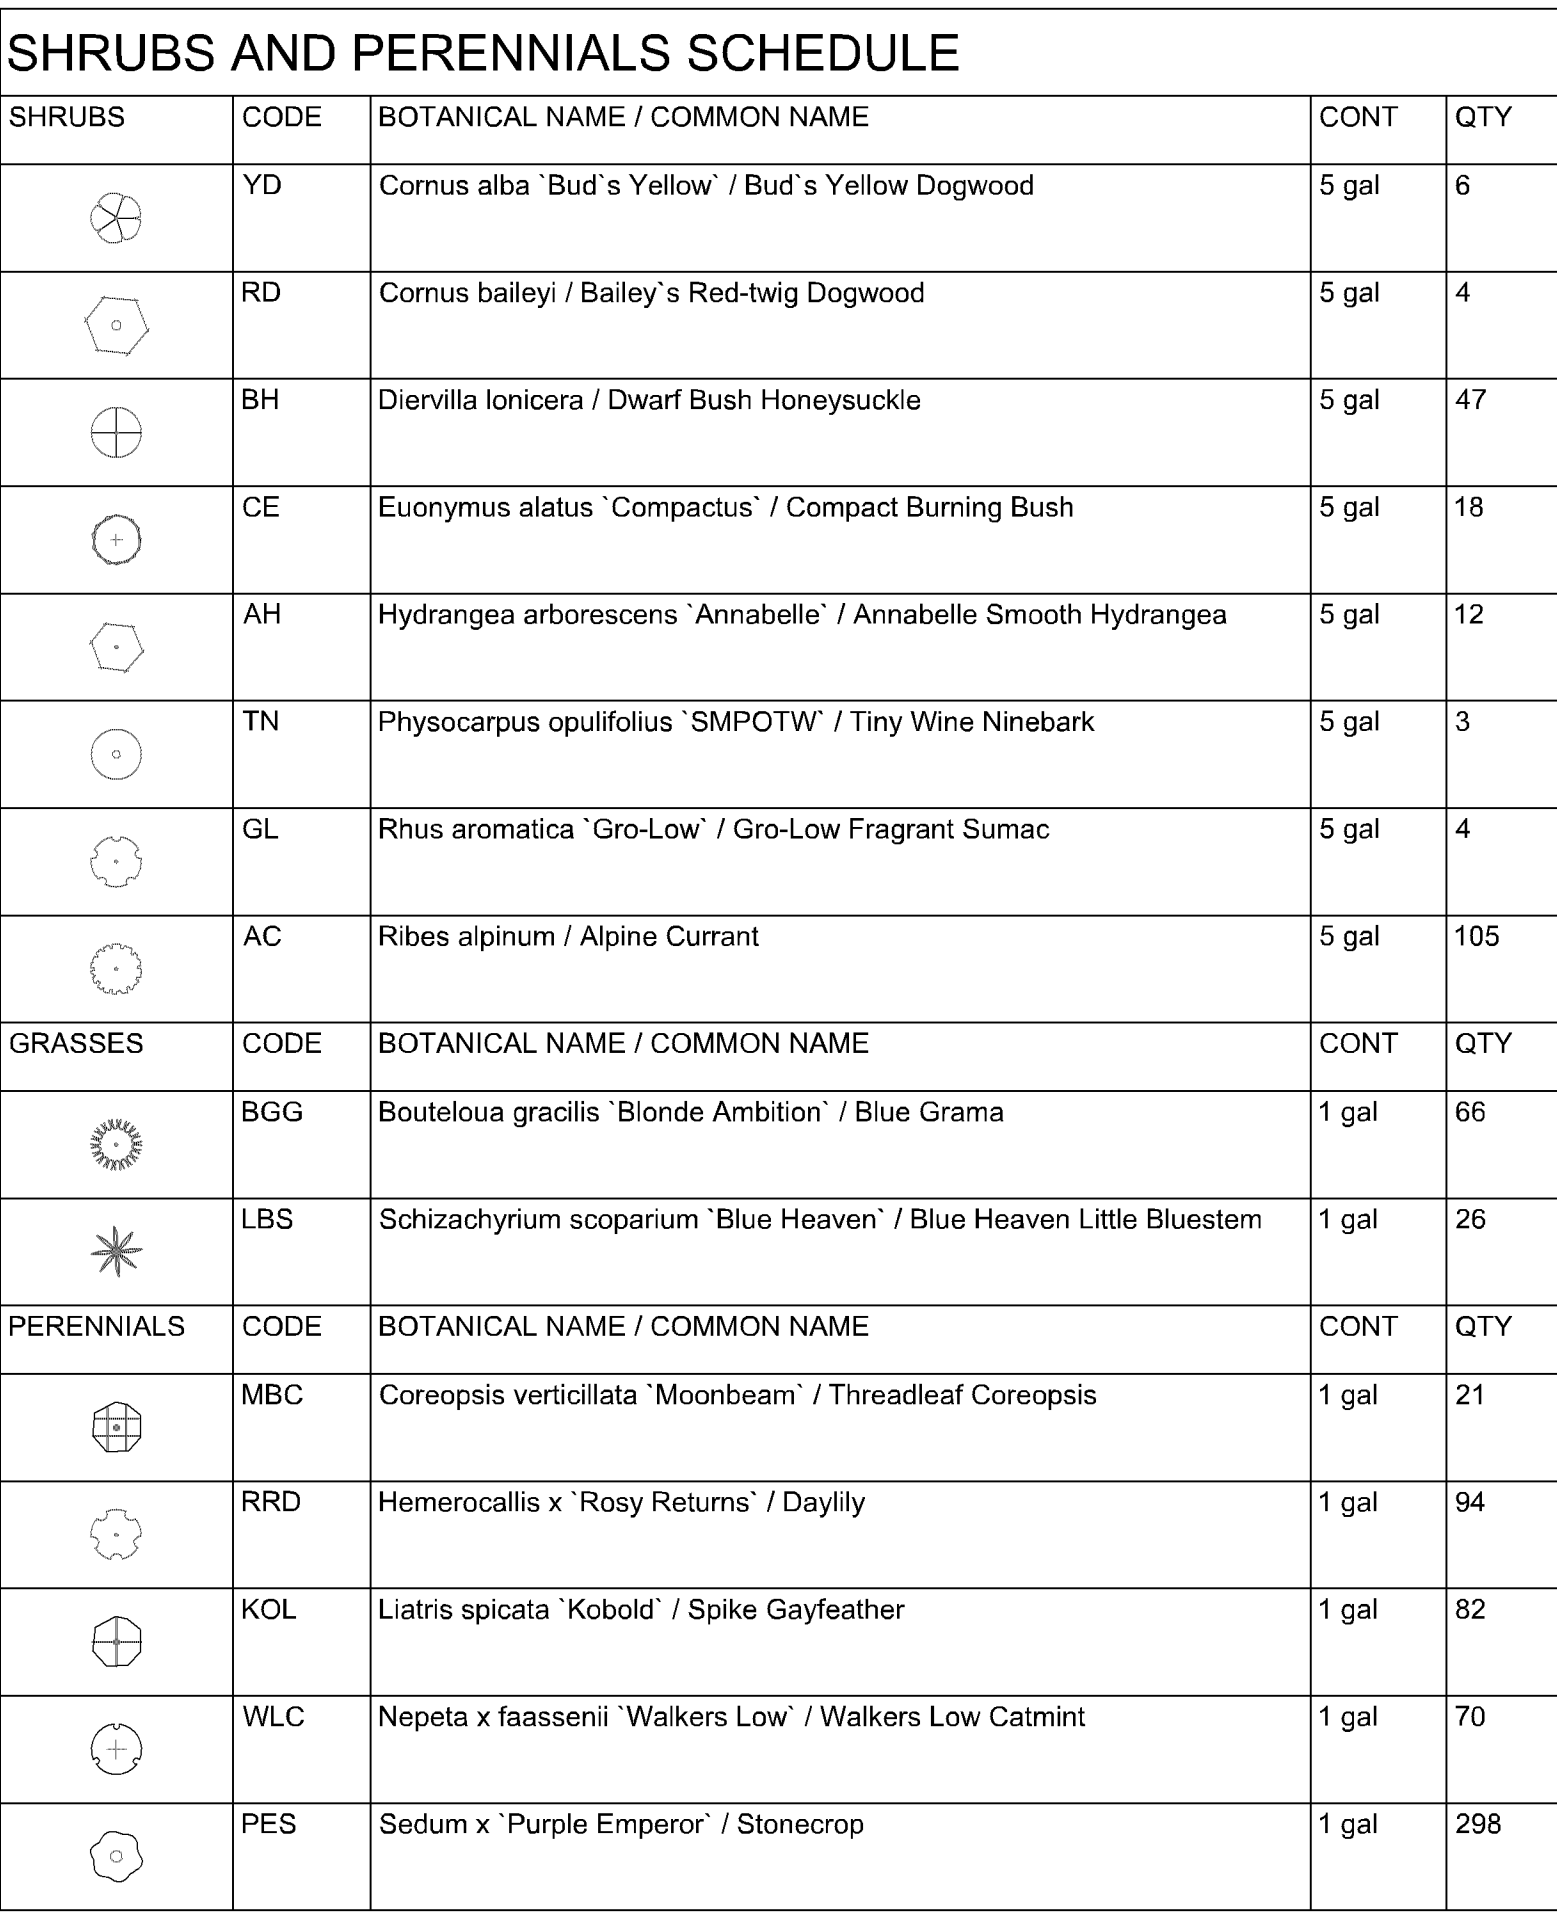 SHRUBS AND PERENNIALS SCHEDULE
SHRUBS CODE BOTANICAL NAME / COMMON NAME CONT QTY
YD Cornus alba `Bud`s Yellow` / Bud`s Yellow Dogwood 5 gal 6
RD Cornus baileyi / Bailey`s Red-twig Dogwood 5 gal 4
BH Diervilla lonicera / Dwarf Bush Honeysuckle 5 gal 47
CE Euonymus alatus `Compactus` / Compact Burning Bush 5 gal 18
AH Hydrangea arborescens `Annabelle` / Annabelle Smooth Hydrangea 5 gal 12
TN Physocarpus opulifolius `SMPOTW` / Tiny Wine Ninebark 5 gal 3
GL Rhus aromatica `Gro-Low` / Gro-Low Fragrant Sumac 5 gal 4
AC Ribes alpinum / Alpine Currant 5 gal 105
GRASSES CODE BOTANICAL NAME / COMMON NAME CONT QTY
BGG Bouteloua gracilis `Blonde Ambition` / Blue Grama 1 gal 66
LBS Schizachyrium scoparium `Blue Heaven` / Blue Heaven Little Bluestem 1 gal 26
PERENNIALS CODE BOTANICAL NAME / COMMON NAME CONT QTY
MBC Coreopsis verticillata `Moonbeam` / Threadleaf Coreopsis 1 gal 21
RRD Hemerocallis x `Rosy Returns` / Daylily 1 gal 94
KOL Liatris spicata `Kobold` / Spike Gayfeather 1 gal 82
WLC Nepeta x faassenii `Walkers Low` / Walkers Low Catmint 1 gal 70
PES Sedum x `Purple Emperor` / Stonecrop 1 gal 298